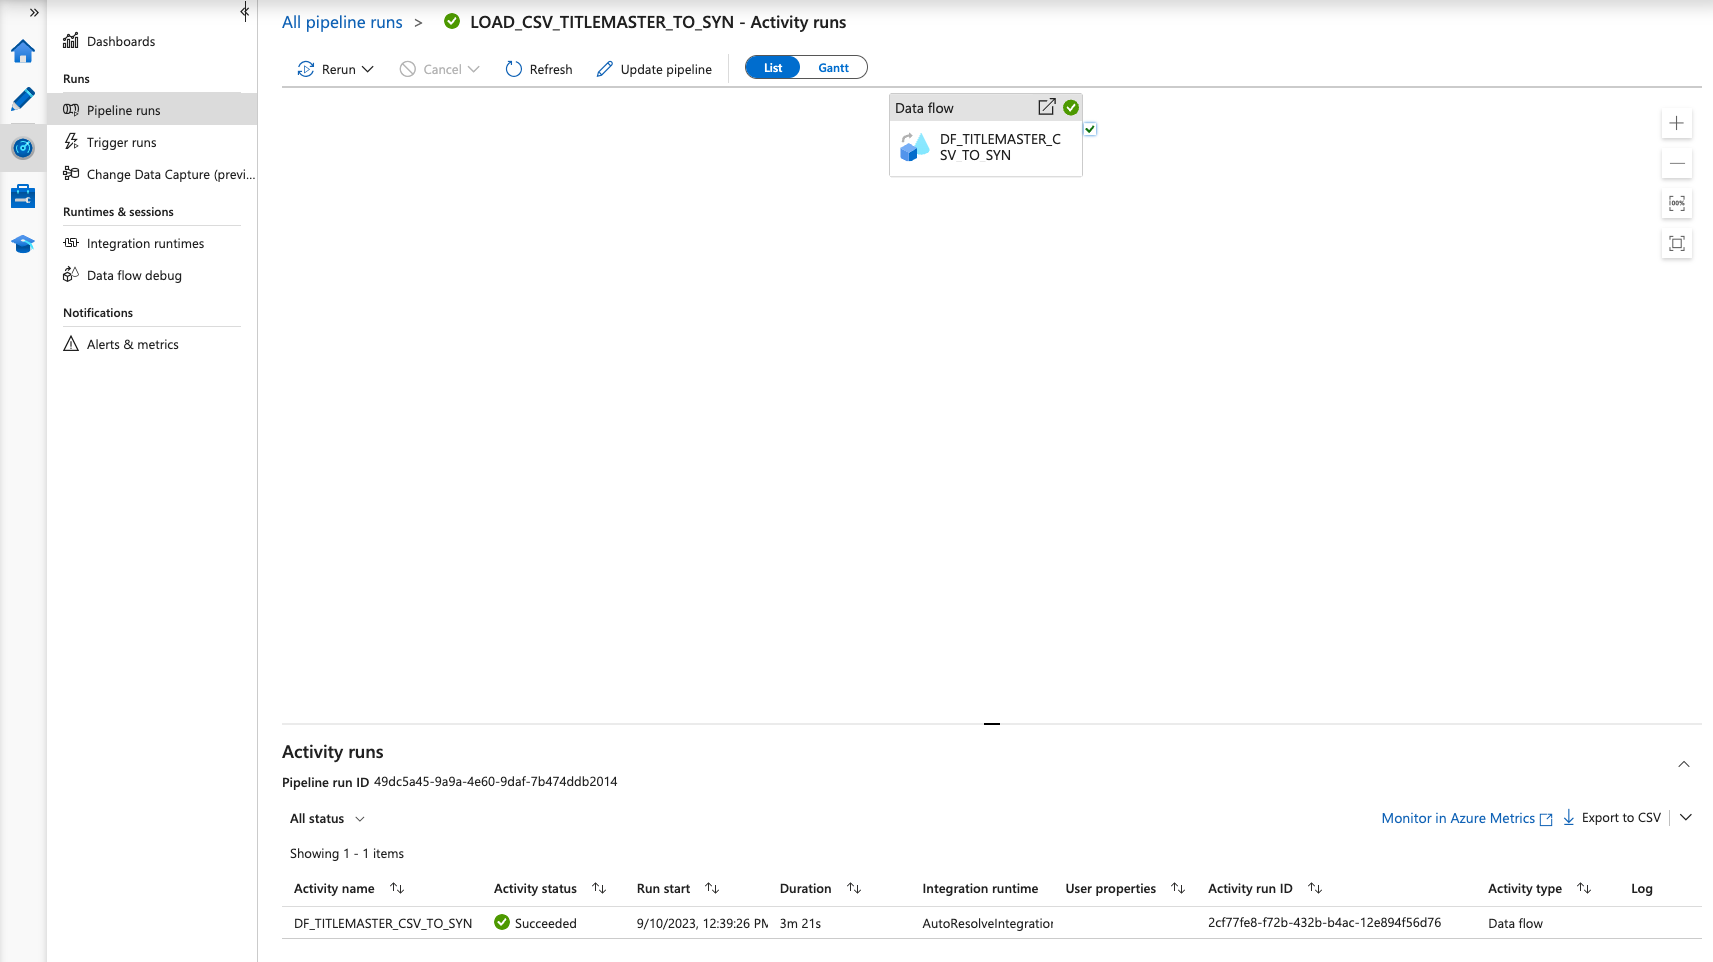 All pipeline runs > LOAD_CSV_TITLEMASTER_TO_SYN - Activity runs
Rerun Cancel Refresh Update pipeline List Gantt
Dashboards
Runs
Pipeline runs
Trigger runs
Change Data Capture (previ...
Runtimes & sessions
Integration runtimes
Data flow debug
Notifications
Alerts & metrics
Data flow
DF_TITLEMASTER_C
SV_TO_SYN
100%
Activity runs
Pipeline run ID 49dc5a45-9a9a-4e60-9daf-7b474ddb2014
All status
Monitor in Azure Metrics Export to CSV
Showing 1 - 1 items
Activity name Activity status Run start Duration Integration runtime User properties Activity run ID Activity type Log
DF_TITLEMASTER_CSV_TO_SYN Succeeded 9/10/2023, 12:39:26 PM 3m 21s AutoResolveIntegration 2cf77fe8-f72b-432b-b4ac-12e894f56d76 Data flow